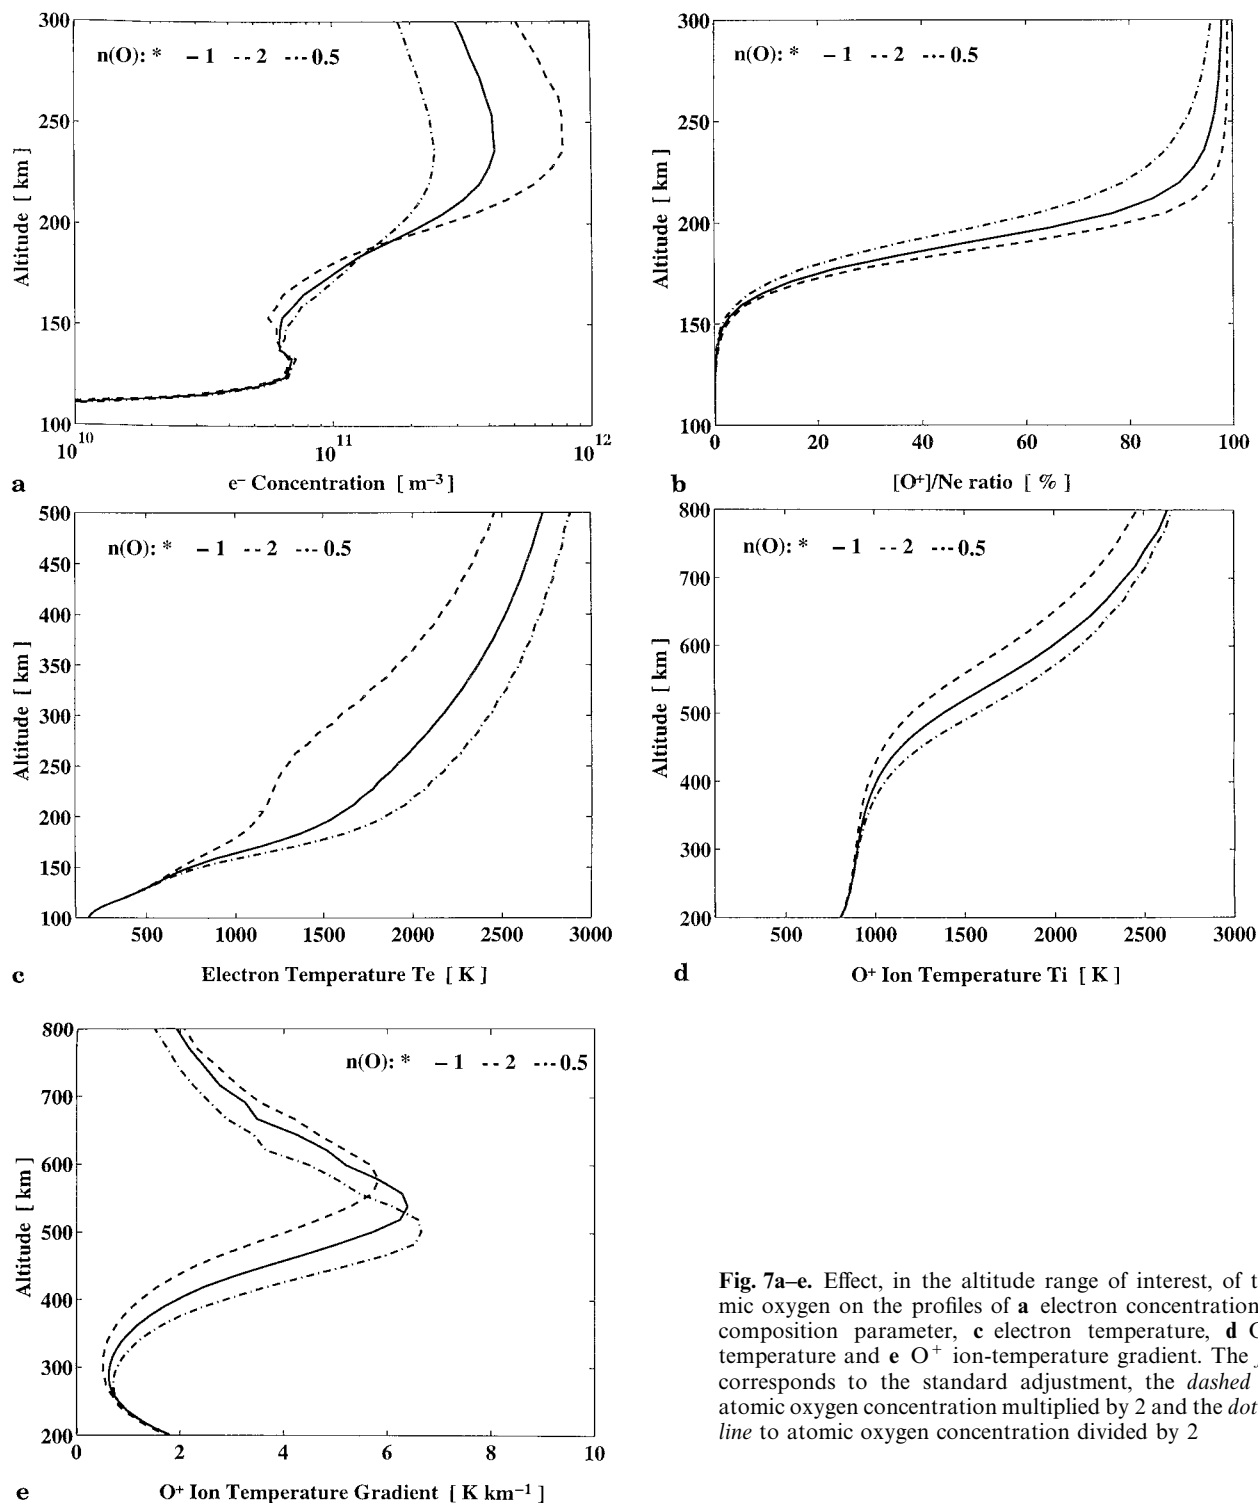 300
250
200
150
100
Altitude [ km ]
n(O): * – 1 -- 2 -·- 0.5
10^10 10^11 10^12
e⁻ Concentration [ m⁻³ ]
a
300
250
200
150
100
Altitude [ km ]
n(O): * – 1 -- 2 -·- 0.5
0 20 40 60 80 100
[O⁺]/Ne ratio [ % ]
b
500
450
400
350
300
250
200
150
100
Altitude [ km ]
n(O): * – 1 -- 2 -·- 0.5
500 1000 1500 2000 2500 3000
Electron Temperature Te [ K ]
c
800
700
600
500
400
300
200
Altitude [ km ]
n(O): * – 1 -- 2 -·- 0.5
500 1000 1500 2000 2500 3000
O⁺ Ion Temperature Ti [ K ]
d
800
700
600
500
400
300
200
Altitude [ km ]
n(O): * – 1 -- 2 -·- 0.5
0 2 4 6 8 10
O⁺ Ion Temperature Gradient [ K km⁻¹ ]
e
Fig. 7a–e. Effect, in the altitude range of interest, of
mic oxygen on the profiles of a electron concentration
composition parameter, c electron temperature, d
temperature and e O⁺ ion-temperature gradient. The
corresponds to the standard adjustment, the dashed
atomic oxygen concentration multiplied by 2 and the dot
line to atomic oxygen concentration divided by 2